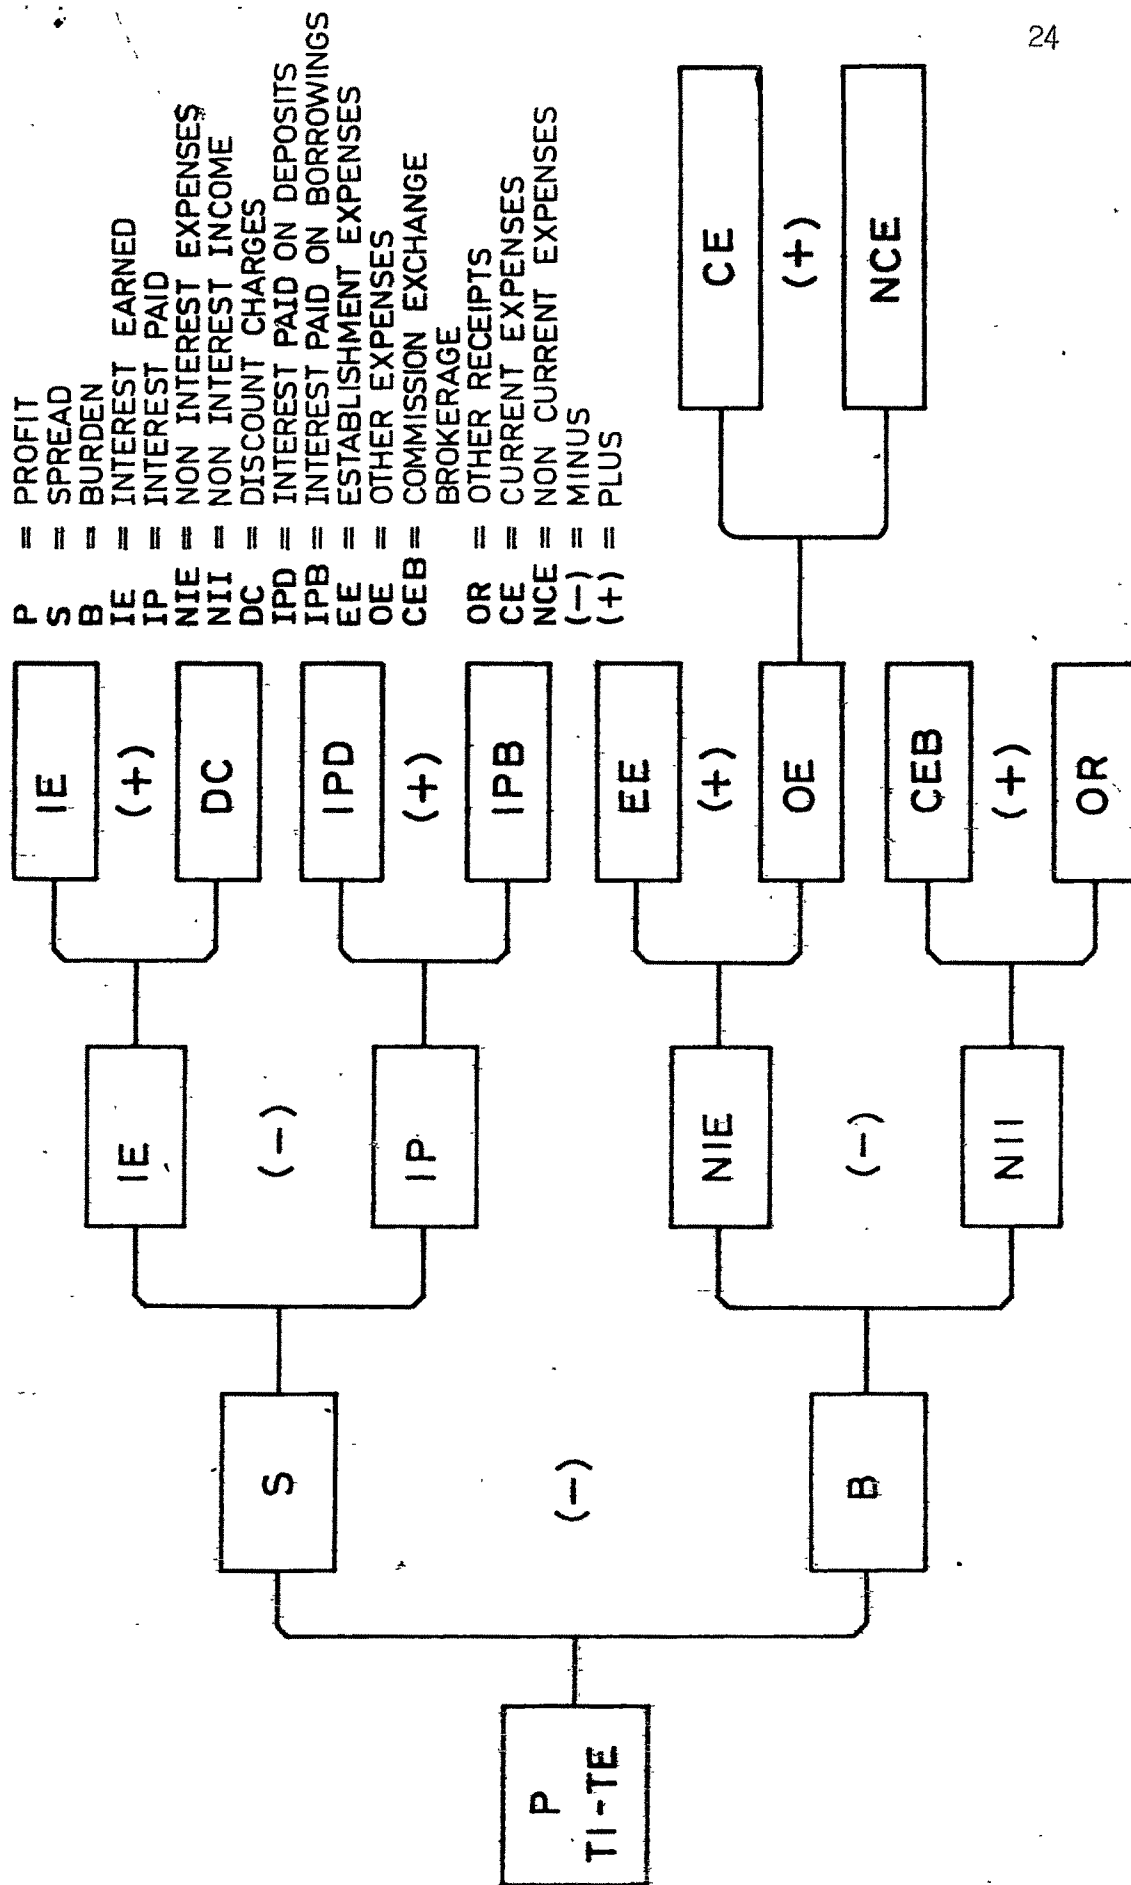 24
P = PROFIT
S = SPREAD
B = BURDEN
IE = INTEREST EARNED
IP = INTEREST PAID
NIE = NON INTEREST EXPENSES
NII = NON INTEREST INCOME
DC = DISCOUNT CHARGES
IPD = INTEREST PAID ON DEPOSITS
IPB = INTEREST PAID ON BORROWINGS
EE = ESTABLISHMENT EXPENSES
OE = OTHER EXPENSES
CEB = COMMISSION EXCHANGE
BROKERAGE
OR = OTHER RECEIPTS
CE = CURRENT EXPENSES
NCE = NON CURRENT EXPENSES
(-) = MINUS
(+) = PLUS
P
TI-TE
S
(-)
B
IE
(-)
IP
NIE
(-)
NII
IE
(+)
DC
IPD
(+)
IPB
EE
(+)
OE
CEB
(+)
OR
CE
(+)
NCE